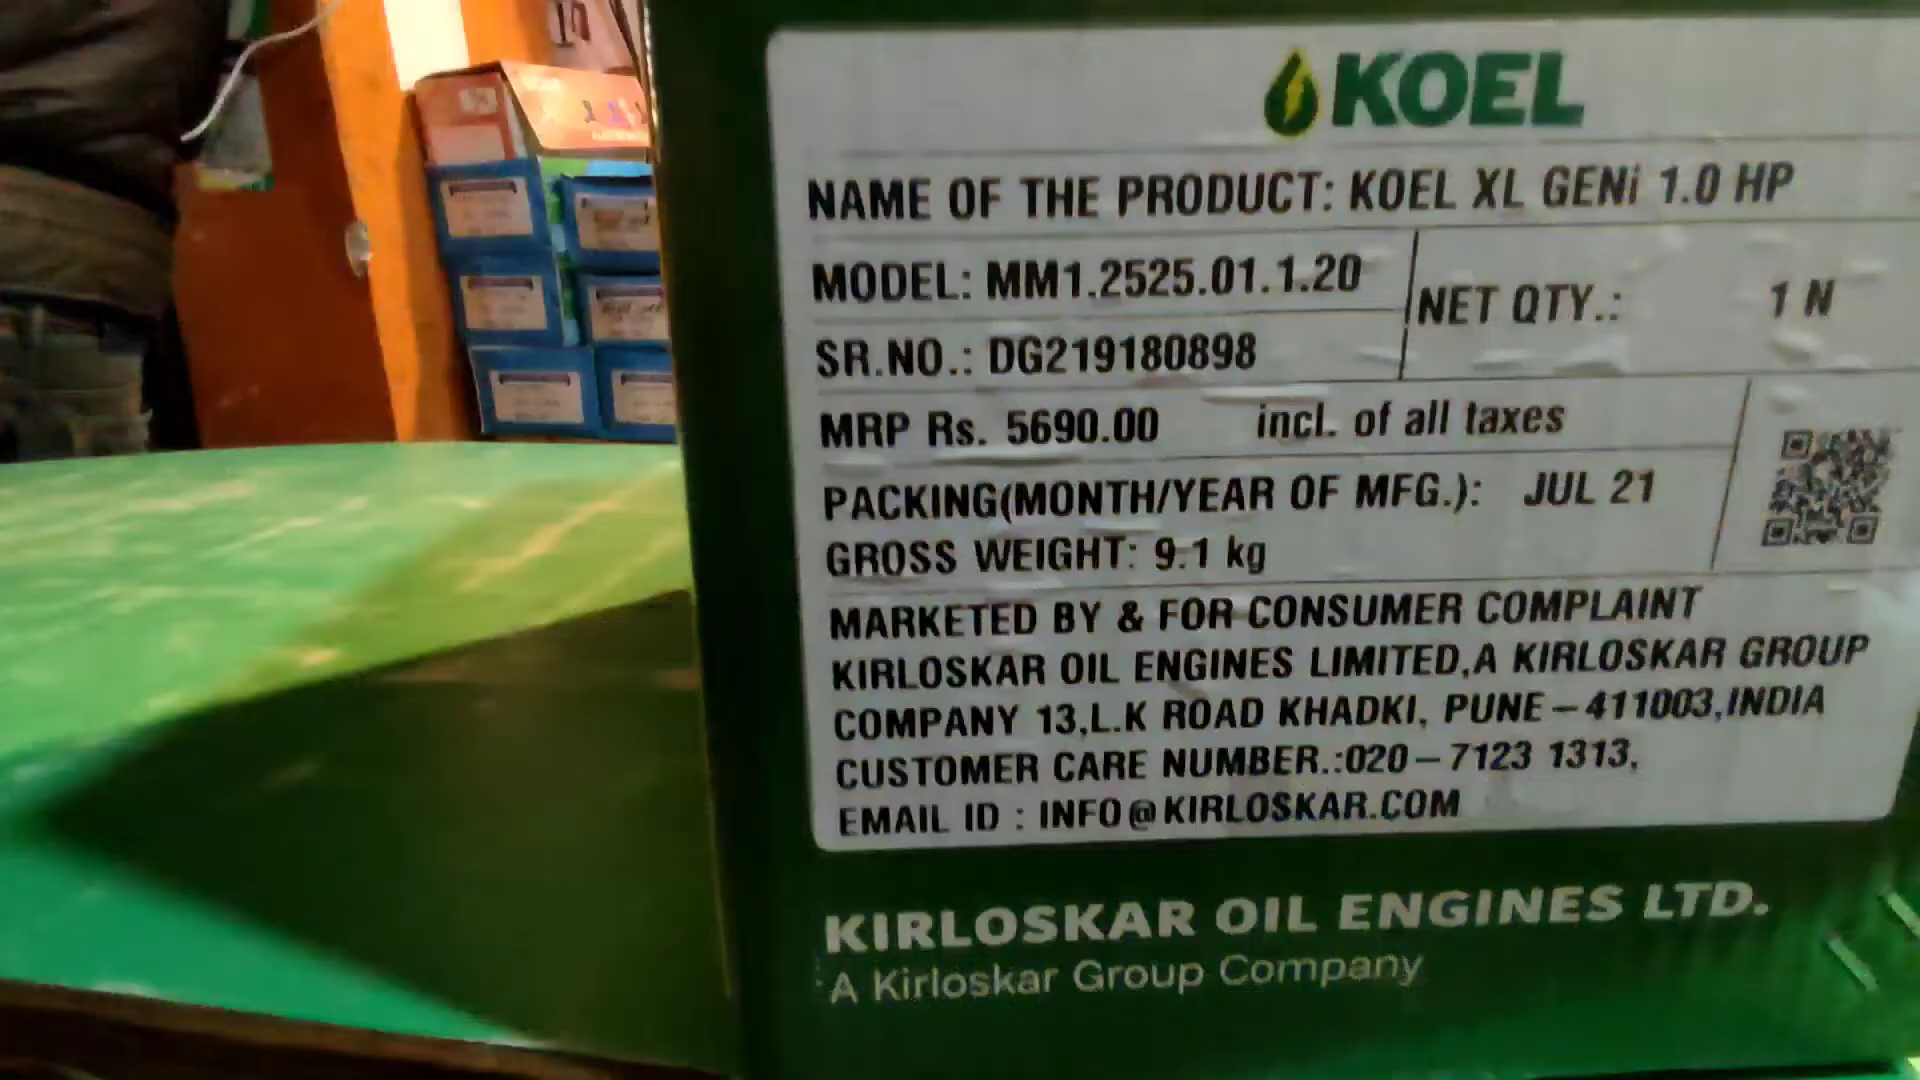 KOEL
NAME OF THE PRODUCT: KOEL XL GENi 1.0 HP
MODEL: MM1.2525.01.1.20
NET QTY.: 1 N
SR.NO.: DG219180898
MRP Rs. 5690.00 incl. of all taxes
PACKING(MONTH/YEAR OF MFG.): JUL 21
GROSS WEIGHT: 9.1 kg
MARKETED BY & FOR CONSUMER COMPLAINT
KIRLOSKAR OIL ENGINES LIMITED,A KIRLOSKAR GROUP
COMPANY 13,L.K ROAD KHADKI, PUNE-411003,INDIA
CUSTOMER CARE NUMBER.:020-7123 1313,
EMAIL ID : INFO@KIRLOSKAR.COM
KIRLOSKAR OIL ENGINES LTD.
A Kirloskar Group Company